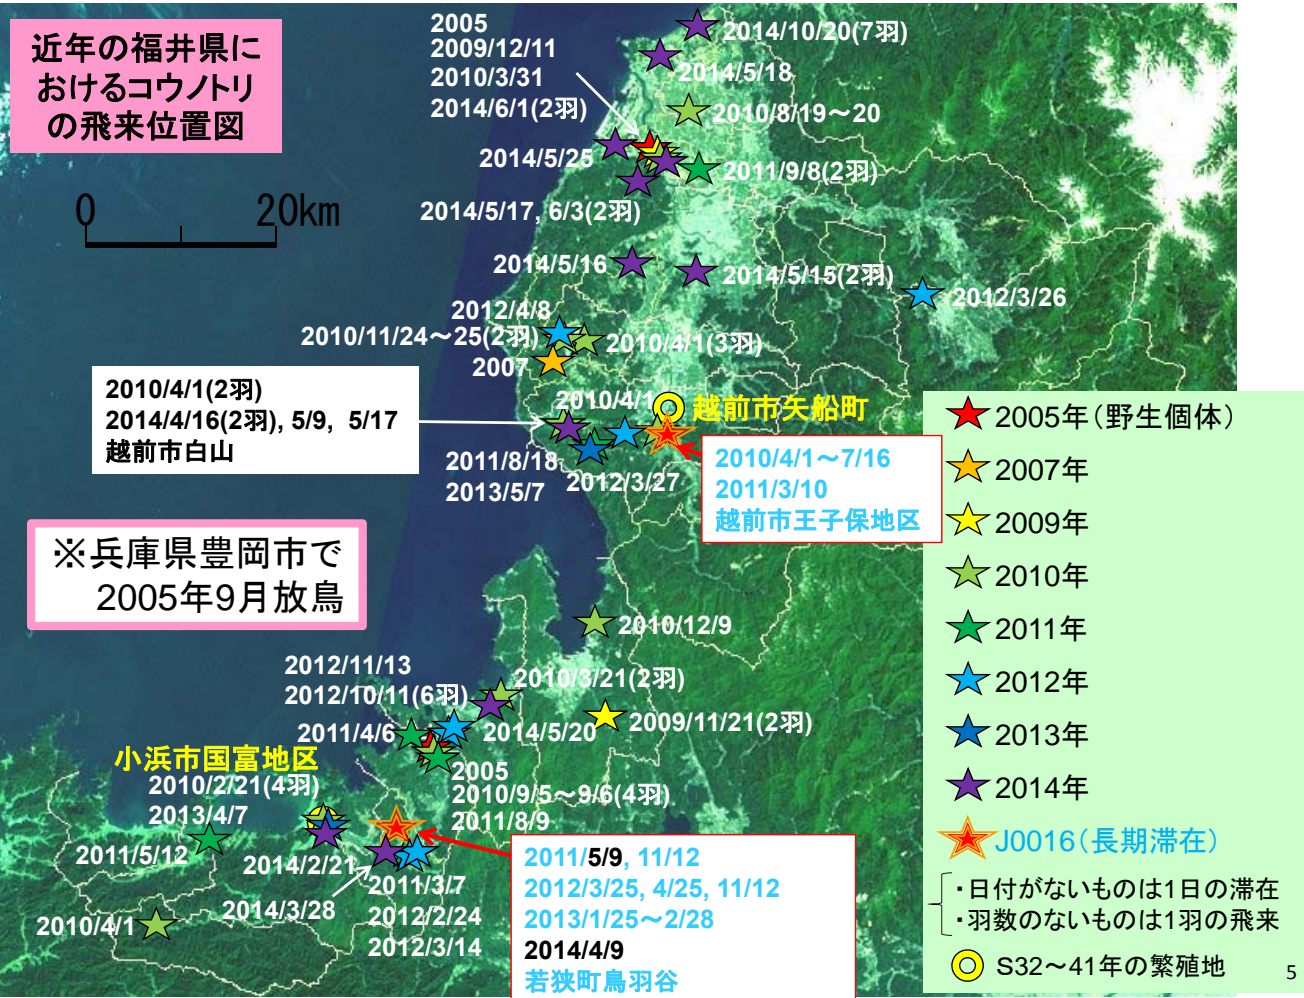 近年の福井県に
おけるコウノトリ
の飛来位置図
0 20km
2005
2009/12/11
2010/3/31
2014/6/1(2羽)
2014/10/20(7羽)
2014/5/18
2010/8/19～20
2014/5/25
2011/9/8(2羽)
2014/5/17, 6/3(2羽)
2014/5/16
2014/5/15(2羽)
2012/3/26
2012/4/8
2010/11/24～25(2羽)
2010/4/1(3羽)
2007
2010/4/1(2羽)
2014/4/16(2羽), 5/9, 5/17
越前市白山
2010/4/1
越前市矢船町
2011/8/18
2013/5/7
2012/3/27
2010/4/1～7/16
2011/3/10
越前市王子保地区
※兵庫県豊岡市で
2005年9月放鳥
2010/12/9
2012/11/13
2012/10/11(6羽)
2010/3/21(2羽)
2011/4/6
2014/5/20
2009/11/21(2羽)
小浜市国富地区
2010/2/21(4羽)
2013/4/7
2005
2010/9/5～9/6(4羽)
2011/8/9
2011/5/12
2014/2/21
2011/3/7
2012/2/24
2012/3/14
2014/3/28
2010/4/1
2011/5/9, 11/12
2012/3/25, 4/25, 11/12
2013/1/25～2/28
2014/4/9
若狭町鳥羽谷
2005年（野生個体）
2007年
2009年
2010年
2011年
2012年
2013年
2014年
J0016（長期滞在）
・日付がないものは1日の滞在
・羽数のないものは1羽の飛来
S32～41年の繁殖地
5